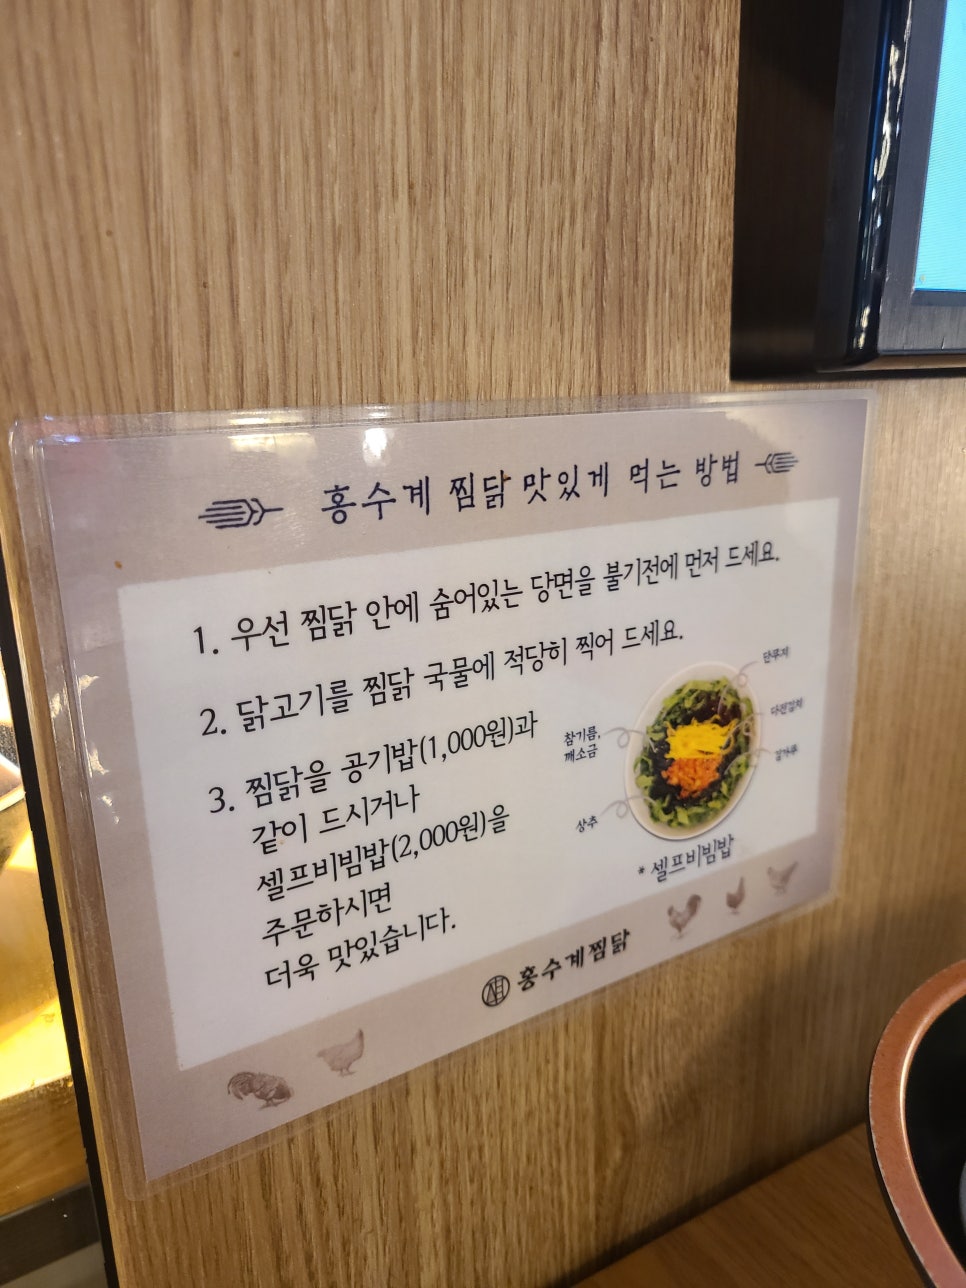 홍수계 찜닭 맛있게 먹는 방법
1. 우선 찜닭 안에 숨어있는 당면을 불기전에 먼저 드세요.
2. 닭고기를 찜닭 국물에 적당히 찍어 드세요.
3. 찜닭을 공기밥(1,000원)과
같이 드시거나
셀프비빔밥(2,000원)을
주문하시면
더욱 맛있습니다.
단무지
참기름,
깨소금
김가루
상추
* 셀프비빔밥
홍수계찜닭